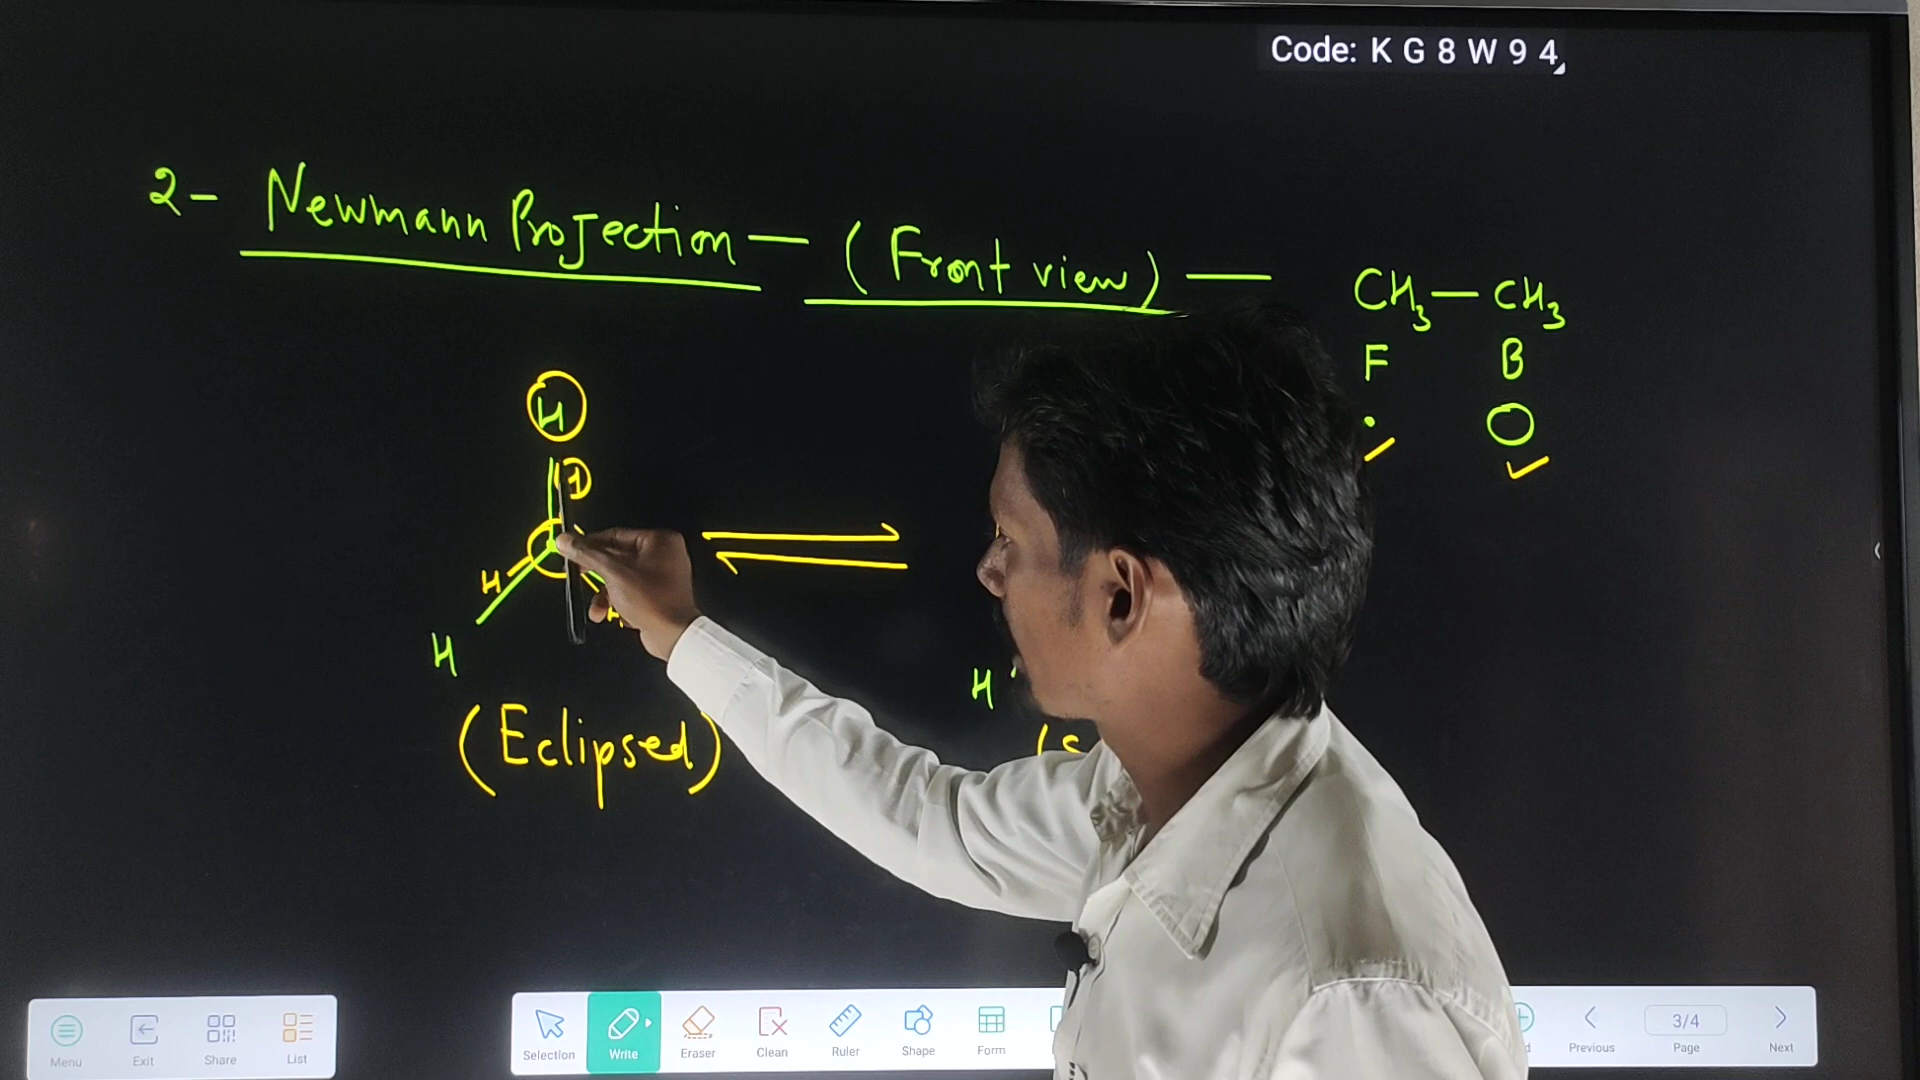 Code: K G 8 W 9 4
2- Newmann Projection — (Front view) —
CH3 — CH3
F B
H
H
H
H
(Eclipsed)
H
Menu Exit Share List Selection Write Eraser Clean Ruler Shape Form Previous 3/4 Page Next